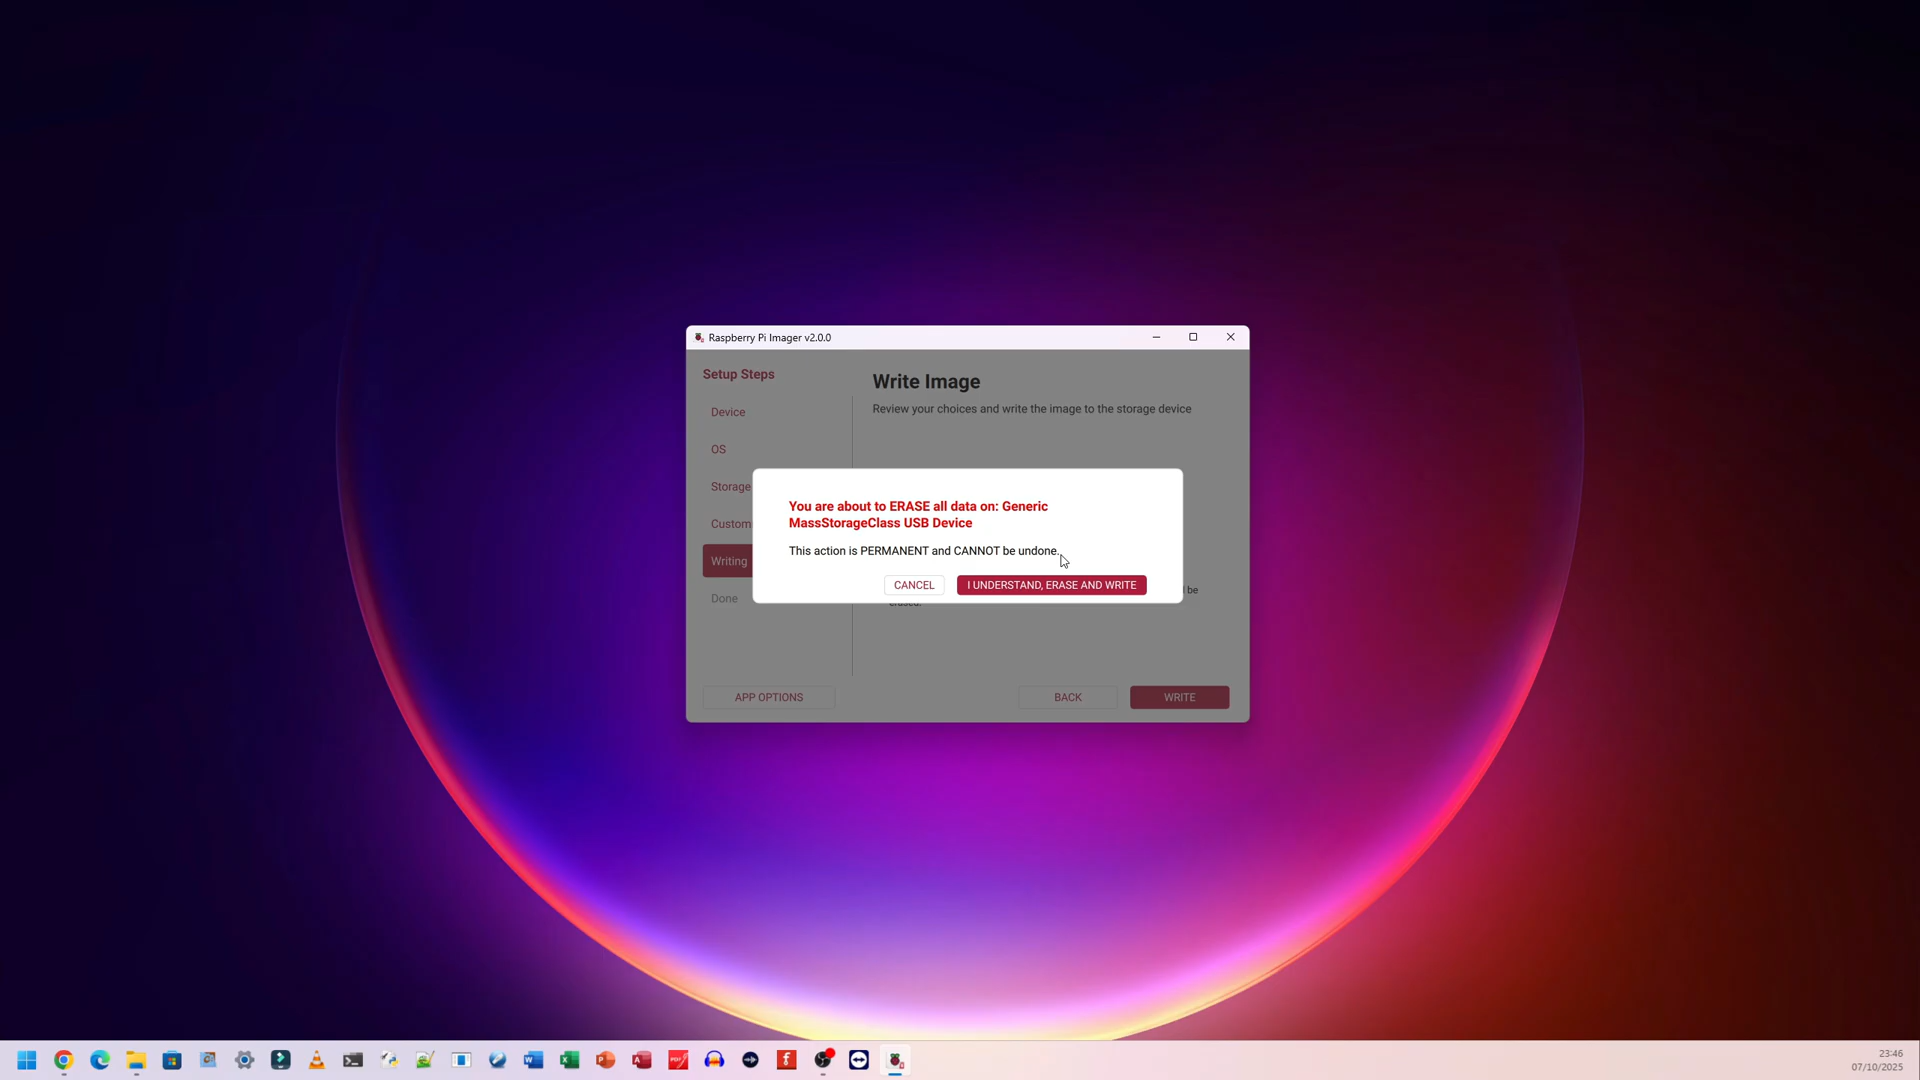 Raspberry Pi Imager v2.0.0
Setup Steps
Device
OS
Storage
Custom
Writing
Done
APP OPTIONS
Write Image
Review your choices and write the image to the storage device
You are about to ERASE all data on: Generic
MassStorageClass USB Device
This action is PERMANENT and CANNOT be undone.
CANCEL
I UNDERSTAND, ERASE AND WRITE
be
erased.
BACK
WRITE
23:46
07/10/2025